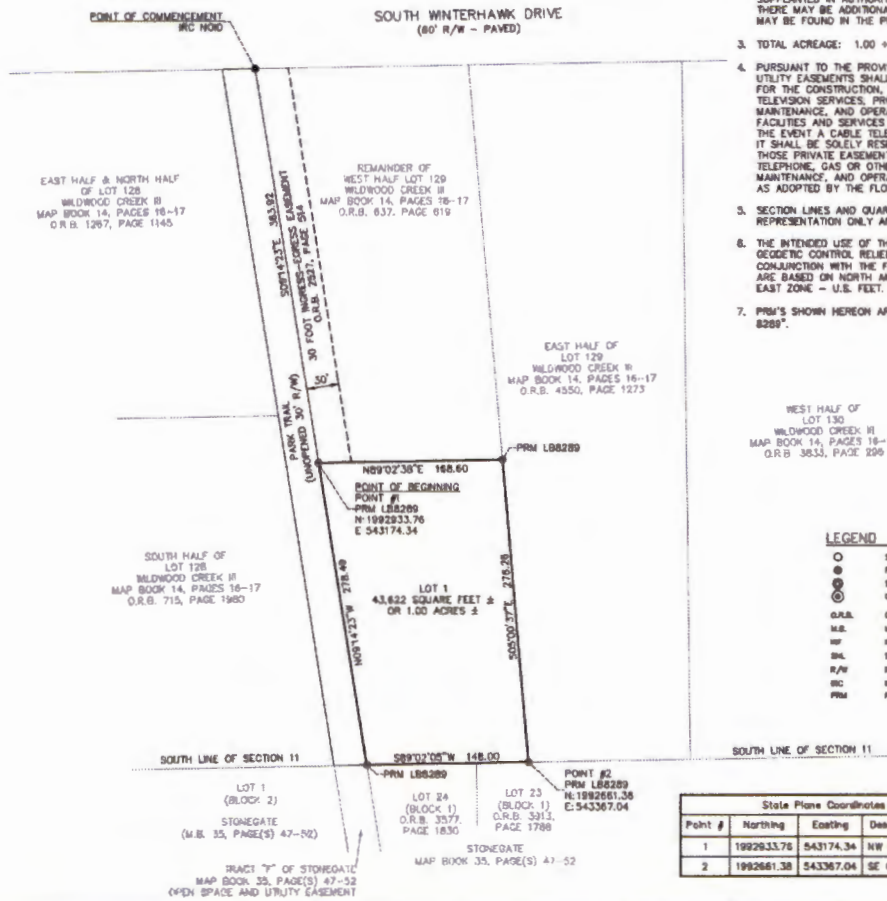 POINT OF COMMENCEMENT
IRC NOID
SOUTH WINTERHAWK DRIVE
(80' R/W - PAVED)
THERE MAY BE ADDITIONA
MAY BE FOUND IN THE P
3. TOTAL ACREAGE: 1.00
4. PURSUANT TO THE PROVI
UTILITY EASEMENTS SHAL
FOR THE CONSTRUCTION,
TELEVISION SERVICES, PR
MAINTENANCE, AND OPERA
FACILITIES AND SERVICES
THE EVENT A CABLE TELE
IT SHALL BE SOLELY RES
THOSE PRIVATE EASEMENT
TELEPHONE, GAS OR OTH
MAINTENANCE, AND OPERA
AS ADOPTED BY THE FLO
5. SECTION LINES AND QUAR
REPRESENTATION ONLY A
6. THE INTENDED USE OF TH
GEODETIC CONTROL RELIE
CONJUNCTION WITH THE F
ARE BASED ON NORTH A
EAST ZONE - U.S. FEET.
7. PRM'S SHOWN HEREON A
8289".
EAST HALF & NORTH HALF
OF LOT 128
WILDWOOD CREEK III
MAP BOOK 14, PAGES 16-17
O.R.B. 1267, PAGE 1145
REMAINDER OF
WEST HALF LOT 129
WILDWOOD CREEK III
MAP BOOK 14, PAGES 16-17
O.R.B. 637, PAGE 619
S09°14'23"E 363.92
30 FOOT INGRESS-EGRESS EASEMENT
O.R.B. 2527, PAGE 514
30'
PARK TRAIL
(UNOPENED 30' R/W)
EAST HALF OF
LOT 129
WILDWOOD CREEK III
MAP BOOK 14, PAGES 16-17
O.R.B. 4550, PAGE 1273
WEST HALF OF
LOT 130
WILDWOOD CREEK III
MAP BOOK 14, PAGES 16-
O.R.B. 3833, PAGE 296
PRM LB8289
N89°02'38"E 168.60
POINT OF BEGINNING
POINT #1
PRM LB8289
N:1992933.76
E:543174.34
SOUTH HALF OF
LOT 128
WILDWOOD CREEK III
MAP BOOK 14, PAGES 16-17
O.R.B. 715, PAGE 1980
N09°14'23"W 278.49
LOT 1
43,622 SQUARE FEET ±
OR 1.00 ACRES ±
S05°00'37"E 276.26
LEGEND
O.R.B.
M.B.
R/W
IRC
PRM
SOUTH LINE OF SECTION 11
S89°02'05"W 148.00
SOUTH LINE OF SECTION 11
PRM LB8289
POINT #2
PRM LB8289
N:1992661.38
E:543367.04
LOT 1
(BLOCK 2)
STONEGATE
(M.B. 35, PAGE(S) 47-52)
LOT 24
(BLOCK 1)
O.R.B. 3577,
PAGE 1830
LOT 23
(BLOCK 1)
O.R.B. 3913,
PAGE 1788
STONEGATE
MAP BOOK 35, PAGE(S) 47-52
OF STONEGATE
MAP BOOK 35, PAGE(S) 47-52
OPEN SPACE AND UTILITY EASEMENT
State Plane Coordinates
Point # Northing Easting Des
1 1992933.76 543174.34 NW
2 1992661.38 543367.04 SE